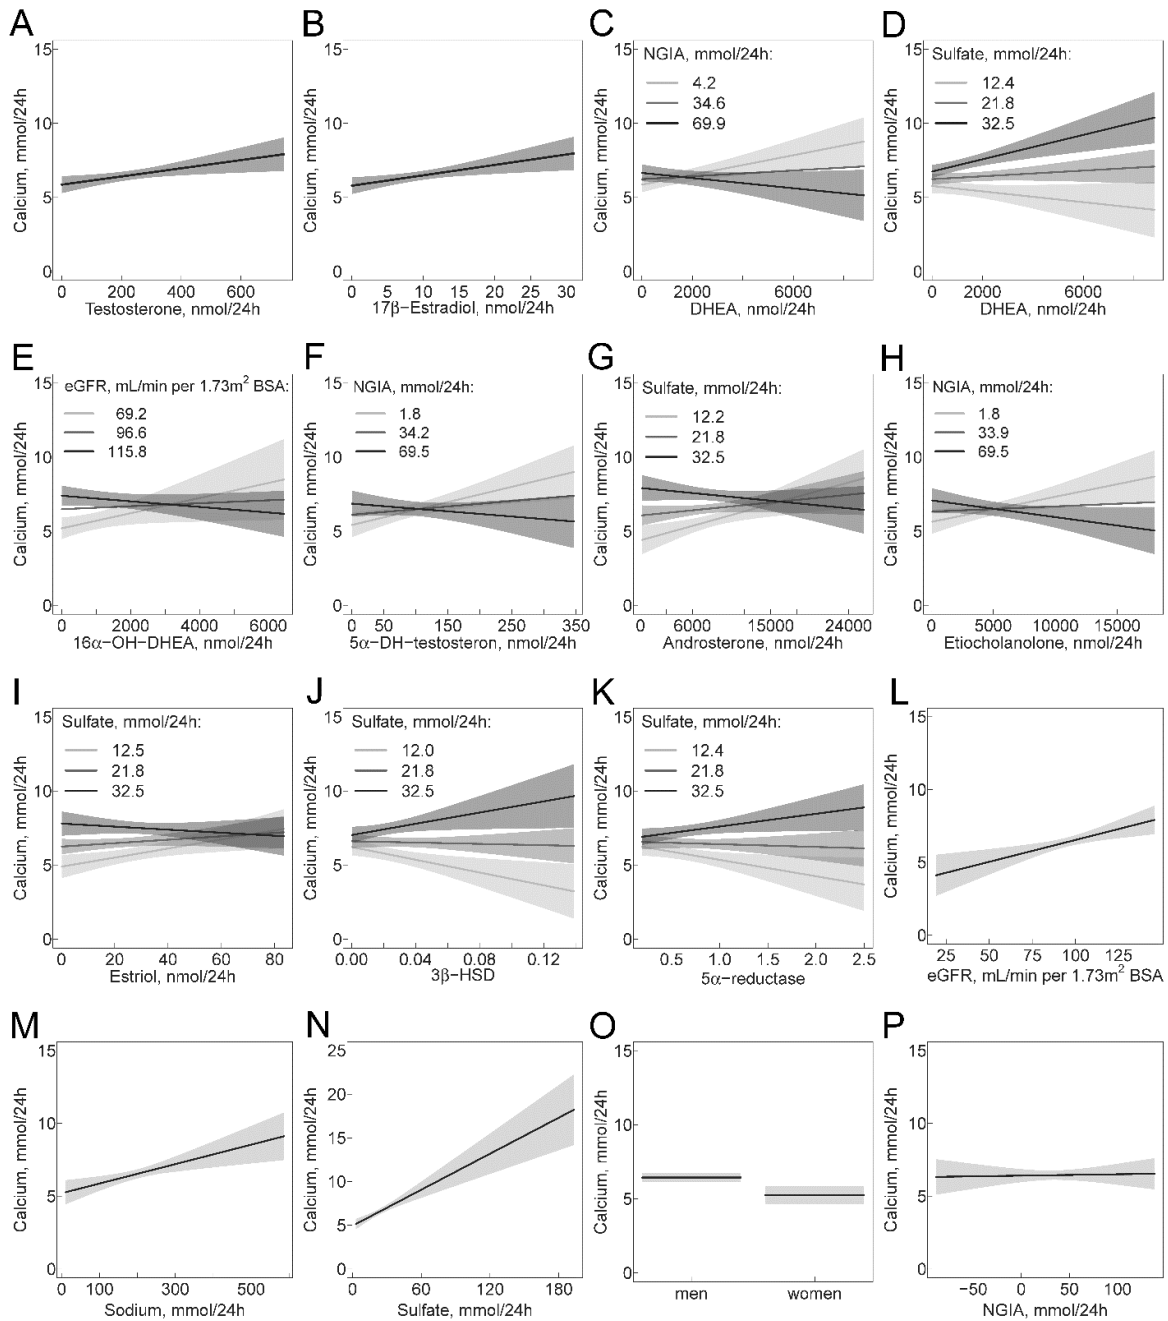 A
Calcium, mmol/24h
15
10
5
0
0 200 400 600
Testosterone, nmol/24h
B
Calcium, mmol/24h
15
10
5
0
0 5 10 15 20 25 30
17β−Estradiol, nmol/24h
C
NGIA, mmol/24h:
4.2
34.6
69.9
Calcium, mmol/24h
15
10
5
0
0 2000 6000
DHEA, nmol/24h
D
Sulfate, mmol/24h:
12.4
21.8
32.5
Calcium, mmol/24h
15
10
5
0
0 2000 6000
DHEA, nmol/24h
E
eGFR, mL/min per 1.73m² BSA:
69.2
96.6
115.8
Calcium, mmol/24h
15
10
5
0
0 2000 4000 6000
16α−OH−DHEA, nmol/24h
F
NGIA, mmol/24h:
1.8
34.2
69.5
Calcium, mmol/24h
15
10
5
0
0 50 150 250 350
5α−DH−testosteron, nmol/24h
G
Sulfate, mmol/24h:
12.2
21.8
32.5
Calcium, mmol/24h
15
10
5
0
0 6000 14000 24000
Androsterone, nmol/24h
H
NGIA, mmol/24h:
1.8
33.9
69.5
Calcium, mmol/24h
15
10
5
0
0 5000 10000 15000
Etiocholanolone, nmol/24h
I
Sulfate, mmol/24h:
12.5
21.8
32.5
Calcium, mmol/24h
15
10
5
0
0 20 40 60 80
Estriol, nmol/24h
J
Sulfate, mmol/24h:
12.0
21.8
32.5
Calcium, mmol/24h
15
10
5
0
0.00 0.04 0.08 0.12
3β−HSD
K
Sulfate, mmol/24h:
12.4
21.8
32.5
Calcium, mmol/24h
15
10
5
0
0.5 1.0 1.5 2.0 2.5
5α−reductase
L
Calcium, mmol/24h
15
10
5
0
25 50 75 100 125
eGFR, mL/min per 1.73m² BSA
M
Calcium, mmol/24h
15
10
5
0
0 100 300 500
Sodium, mmol/24h
N
Calcium, mmol/24h
25
20
15
10
5
0
0 60 120 180
Sulfate, mmol/24h
O
Calcium, mmol/24h
15
10
5
0
men women
P
Calcium, mmol/24h
15
10
5
0
−50 0 50 100
NGIA, mmol/24h